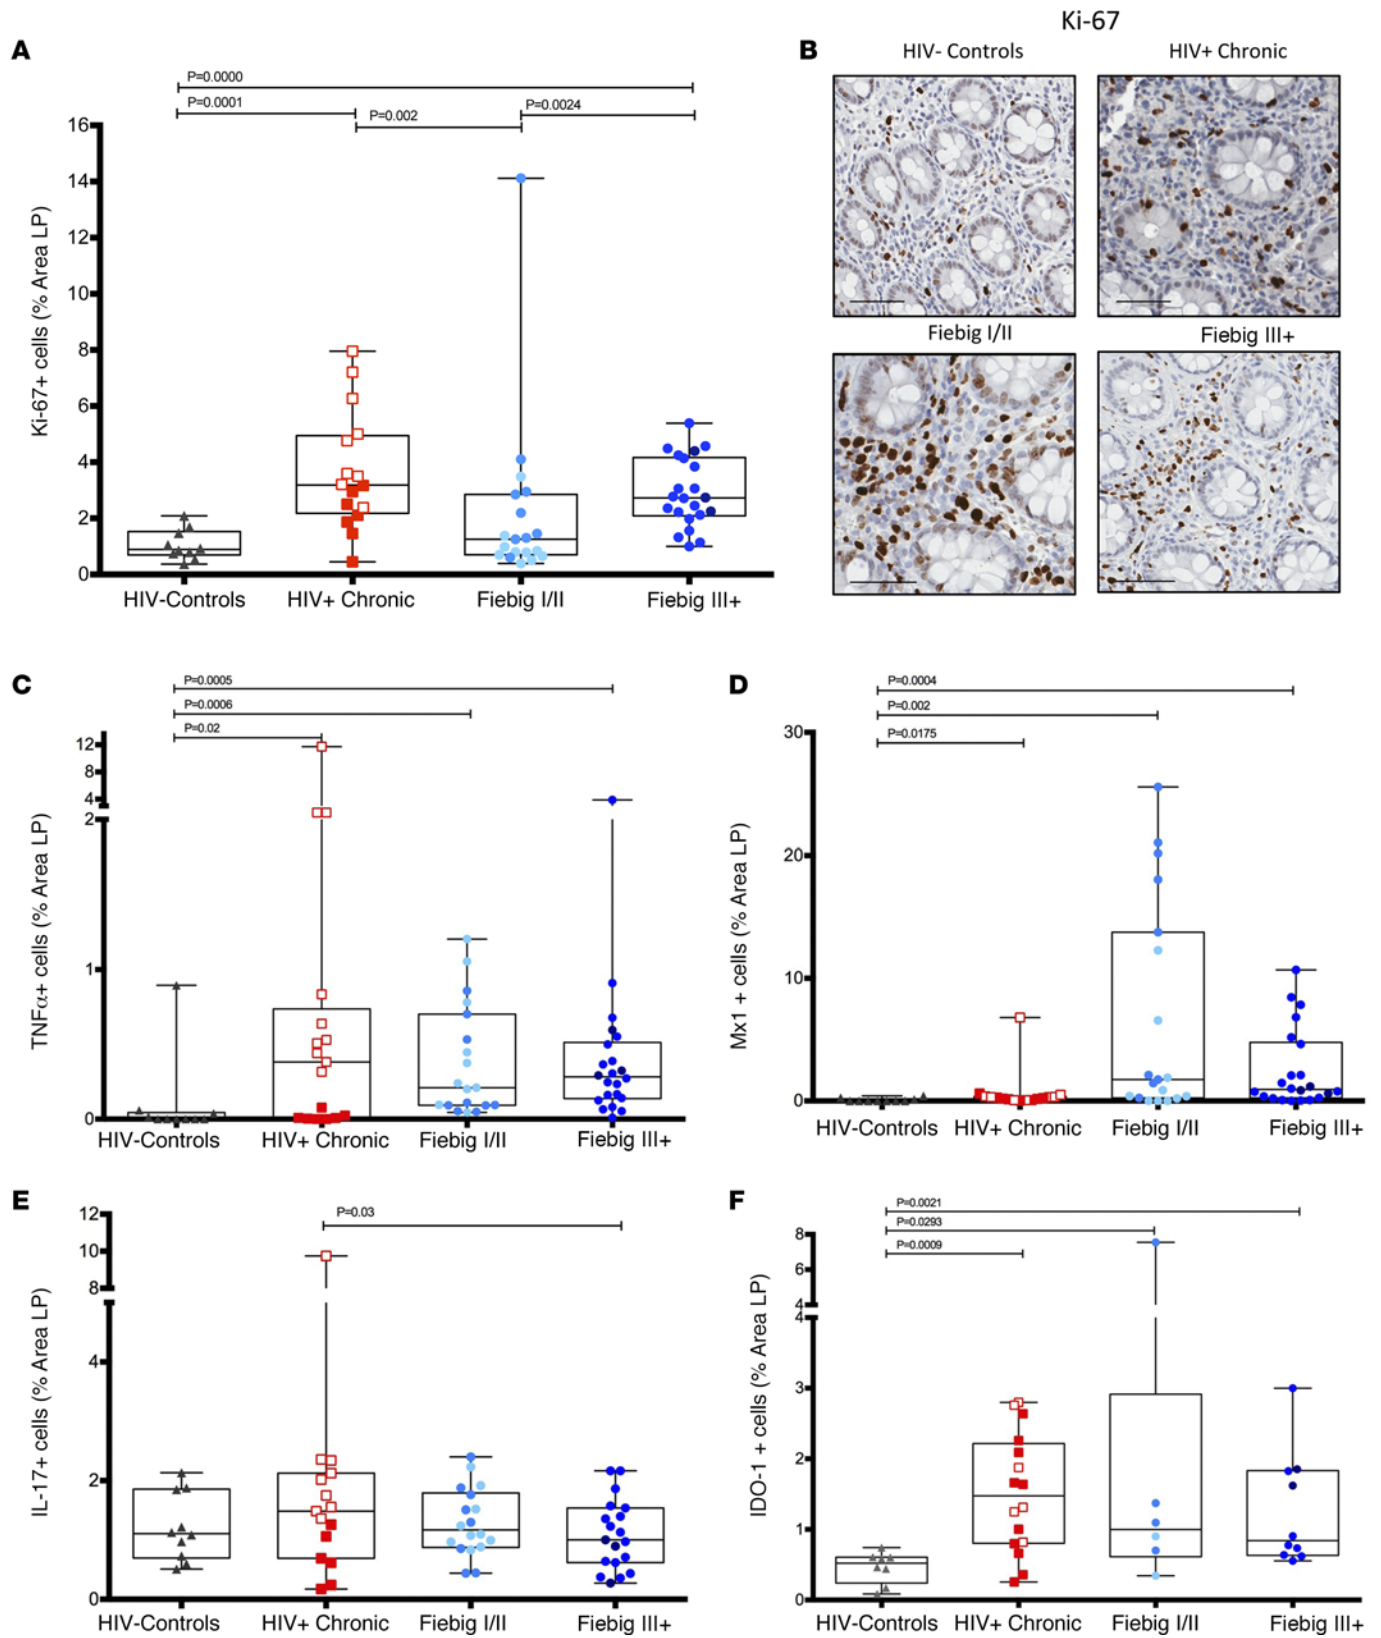 A
P=0.0000
P=0.0001
P=0.002
P=0.0024
Ki-67+ cells (% Area LP)
16
14
12
10
8
6
4
2
0
HIV-Controls
HIV+ Chronic
Fiebig I/II
Fiebig III+
B
Ki-67
HIV- Controls
HIV+ Chronic
Fiebig I/II
Fiebig III+
C
P=0.0005
P=0.0006
P=0.02
TNFα+ cells (% Area LP)
12
8
4
2
1
0
HIV-Controls
HIV+ Chronic
Fiebig I/II
Fiebig III+
D
P=0.0004
P=0.002
P=0.0175
Mx1 + cells (% Area LP)
30
20
10
0
HIV-Controls
HIV+ Chronic
Fiebig I/II
Fiebig III+
E
P=0.03
IL-17+ cells (% Area LP)
12
10
8
4
2
0
HIV-Controls
HIV+ Chronic
Fiebig I/II
Fiebig III+
F
P=0.0021
P=0.0293
P=0.0009
IDO-1 + cells (% Area LP)
8
6
4
4
3
2
1
0
HIV-Controls
HIV+ Chronic
Fiebig I/II
Fiebig III+